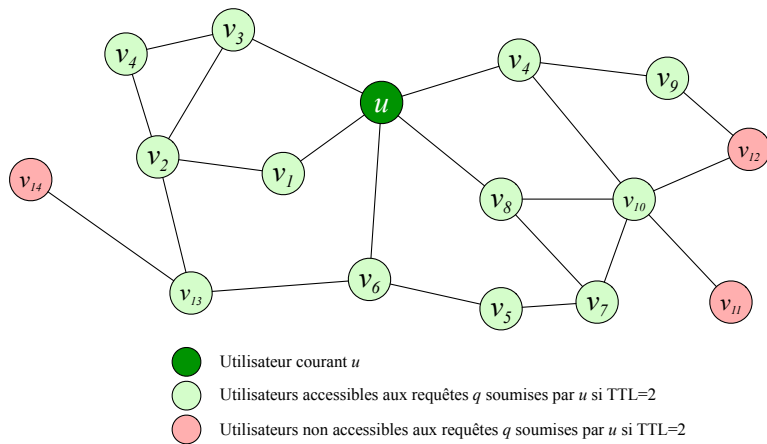 v3
v4
v4
u
v9
v12
v2
v1
v14
v8
v10
v6
v13
v5
v7
v11
Utilisateur courant u
Utilisateurs accessibles aux requêtes q soumises par u si TTL=2
Utilisateurs non accessibles aux requêtes q soumises par u si TTL=2